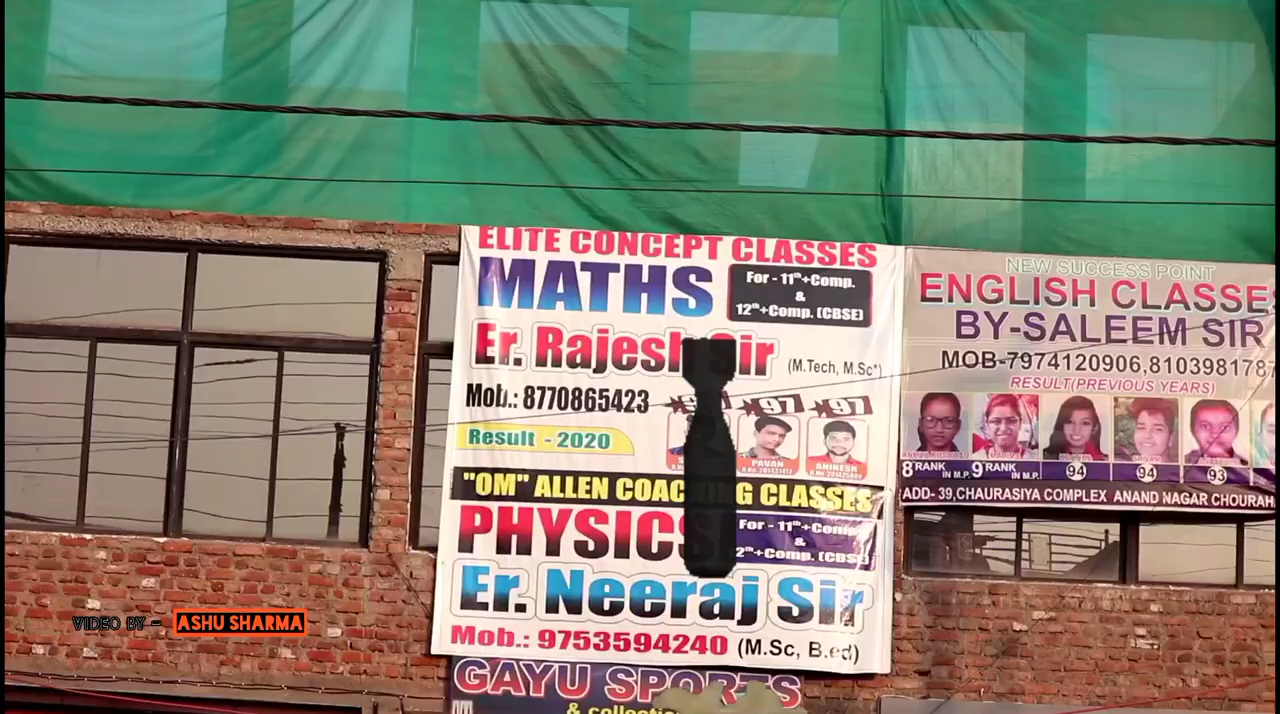 ELITE CONCEPT CLASSES
MATHS
For - 11th+Comp.
&
12th+Comp. (CBSE)
Er. Rajesh Sir
(M.Tech, M.Sc*)
Mob.: 8770865423
97 97
Result - 2020
PAVAN ANIKESH
"OM" ALLEN COACHING CLASSES
PHYSICS
For - 11th+Comp.
&
2th+Comp. (CBSE)
Er. Neeraj Sir
Mob.: 9753594240 (M.Sc, B.ed)
GAYU SPORTS
&
NEW SUCCESS POINT
ENGLISH CLASSES
BY-SALEEM SIR
MOB-7974120906,810398178
RESULT(PREVIOUS YEARS)
8 RANK IN M.P. 9 RANK IN M.P. 94 94 93
ADD- 39,CHAURASIYA COMPLEX ANAND NAGAR CHOURAH
VIDEO BY - ASHU SHARMA